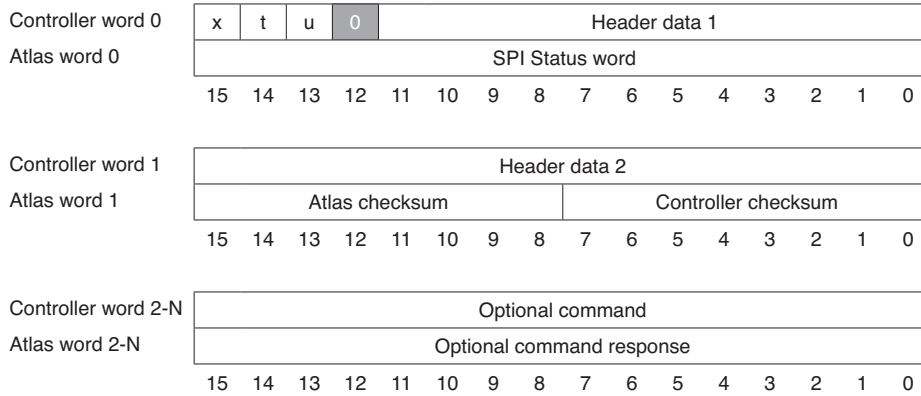 Controller word 0 x t u 0 Header data 1
Atlas word 0 SPI Status word
15 14 13 12 11 10 9 8 7 6 5 4 3 2 1 0
Controller word 1 Header data 2
Atlas word 1 Atlas checksum Controller checksum
15 14 13 12 11 10 9 8 7 6 5 4 3 2 1 0
Controller word 2-N Optional command
Atlas word 2-N Optional command response
15 14 13 12 11 10 9 8 7 6 5 4 3 2 1 0